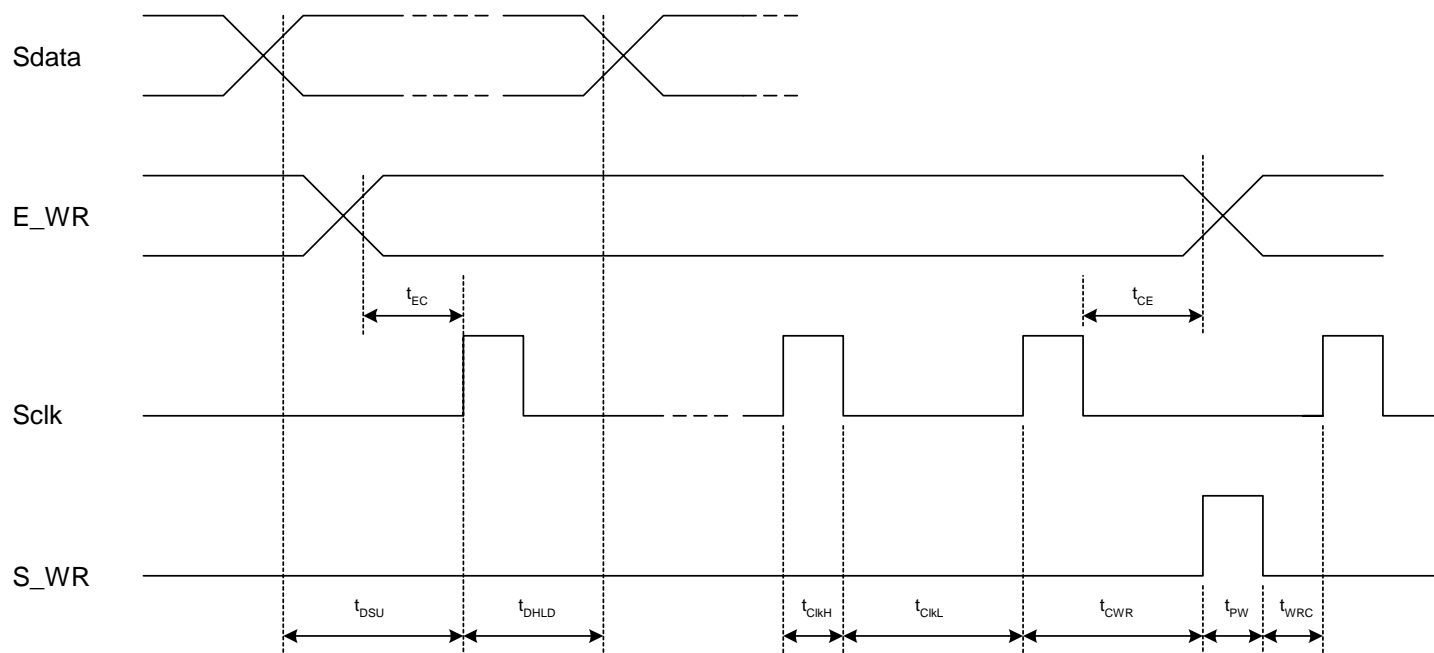 Sdata
E_WR
tEC
tCE
Sclk
S_WR
tDSU
tDHLD
tClkH
tClkL
tCWR
tPW
tWRC